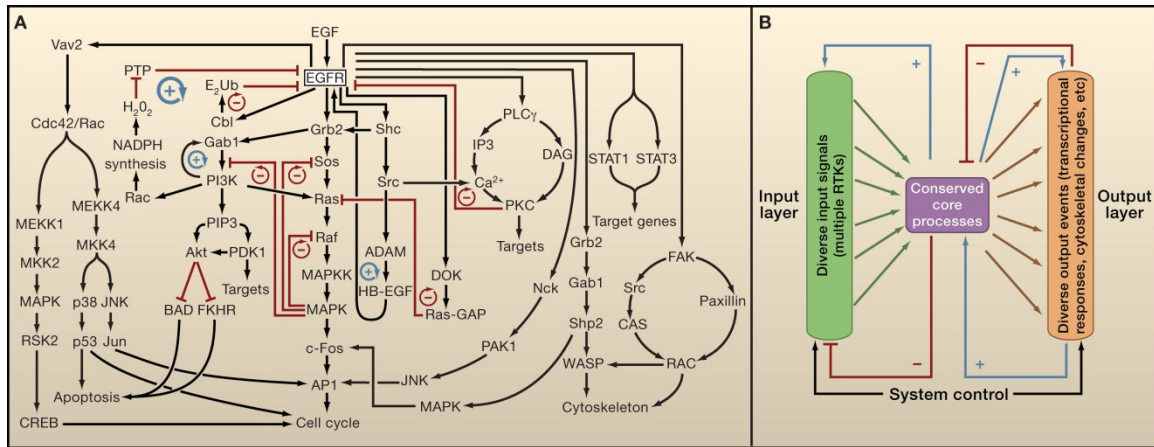 A
EGF
Vav2
EGFR
PTP
E2Ub
H2O2
Cbl
PLCγ
Cdc42/Rac
NADPH
synthesis
Gab1
Grb2
Shc
IP3
DAG
STAT1
STAT3
Sos
PI3K
Rac
Ras
Src
Ca2+
PKC
Target genes
MEKK4
MEKK1
PIP3
Targets
Akt
PDK1
Raf
ADAM
Grb2
FAK
MKK4
MKK2
Targets
MAPKK
HB-EGF
DOK
Nck
Gab1
Src
Paxillin
MAPK
p38
JNK
BAD
FKHR
MAPK
Ras-GAP
Shp2
CAS
RSK2
p53
Jun
c-Fos
PAK1
WASP
RAC
Apoptosis
AP1
JNK
MAPK
Cytoskeleton
CREB
Cell cycle
+
+
+
−
−
−
−
−
−
B
+
−
+
Input
layer
Diverse input signals
(multiple RTKs)
Conserved
core
processes
Diverse output events (transcriptional
responses, cytoskeletal changes, etc)
Output
layer
−
+
System control